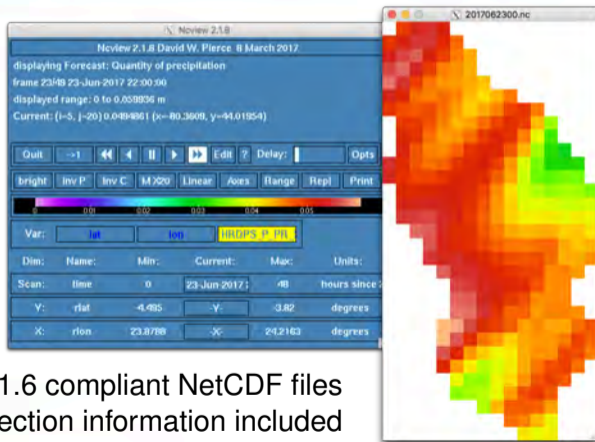 Ncview 2.1.8
Ncview 2.1.8 David W. Pierce 8 March 2017
displaying Forecast: Quantity of precipitation
frame 23/48 23-Jun-2017 22:00:00
displayed range: 0 to 0.058936 m
Current: (i=5, j=20) 0.0494861 (x=-80.3609, y=44.01954)
Quit →1 Edit ? Delay: Opts
bright Inv P Inv C M X20 Linear Axes Range Repl Print
0 0.01 0.02 0.03 0.04 0.05
Var: lat lon HRDPS_P_PR
Dim: Name: Min: Current: Max: Units:
Scan: time 0 23-Jun-2017 48 hours since
Y: rlat -4.495 -Y- -3.82 degrees
X: rlon 23.8788 -X- 24.2163 degrees
2017062300.nc
1.6 compliant NetCDF files
ection information included